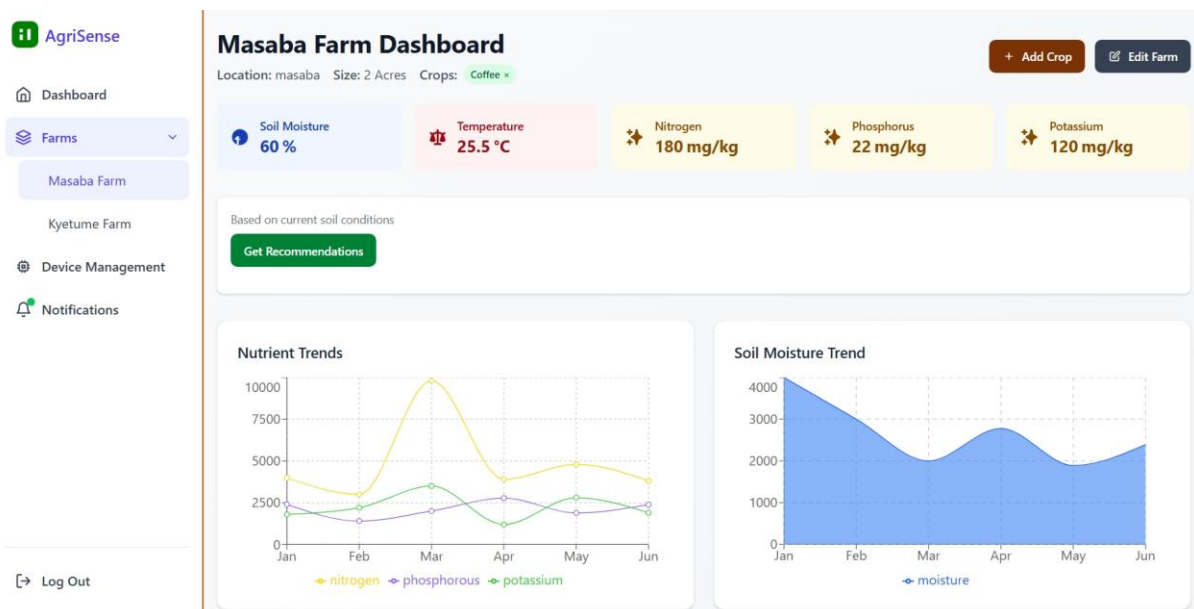 AgriSense
Dashboard
Farms
Masaba Farm
Kyetume Farm
Device Management
Notifications
Log Out
Masaba Farm Dashboard
Location: masaba Size: 2 Acres Crops: Coffee ×
+ Add Crop
Edit Farm
Soil Moisture
60 %
Temperature
25.5 °C
Nitrogen
180 mg/kg
Phosphorus
22 mg/kg
Potassium
120 mg/kg
Based on current soil conditions
Get Recommendations
Nutrient Trends
10000
7500
5000
2500
0
Jan Feb Mar Apr May Jun
nitrogen phosphorous potassium
Soil Moisture Trend
4000
3000
2000
1000
0
Jan Feb Mar Apr May Jun
moisture